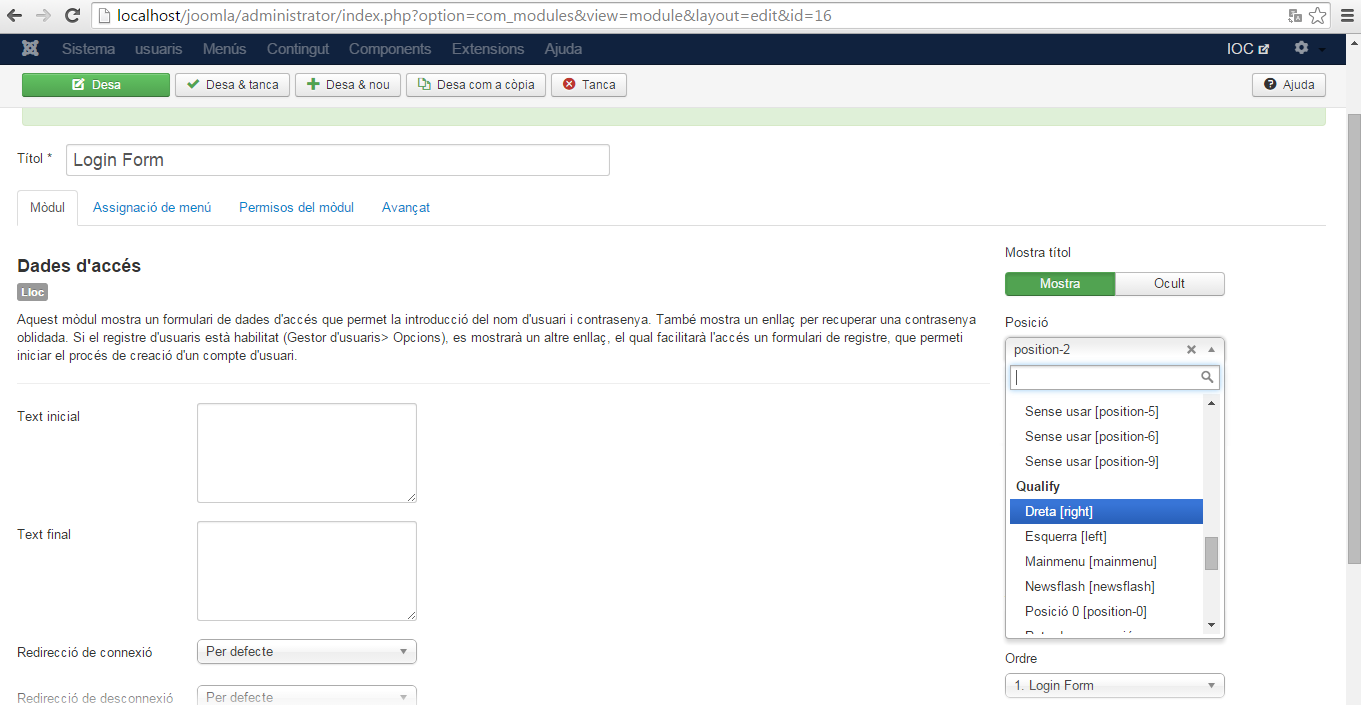 localhost/joomla/administrator/index.php?option=com_modules&view=module&layout=edit&id=16
Sistema usuaris Menús Contingut Components Extensions Ajuda IOC
Desa Desa & tanca Desa & nou Desa com a còpia Tanca Ajuda
Títol * Login Form
Mòdul Assignació de menú Permisos del mòdul Avançat
Dades d'accés
Lloc
Aquest mòdul mostra un formulari de dades d'accés que permet la introducció del nom d'usuari i contrasenya. També mostra un enllaç per recuperar una contrasenya
oblidada. Si el registre d'usuaris està habilitat (Gestor d'usuaris> Opcions), es mostrarà un altre enllaç, el qual facilitarà l'accés un formulari de registre, que permeti
iniciar el procés de creació d'un compte d'usuari.
Text inicial
Text final
Redirecció de connexió Per defecte
Redirecció de desconnexió Per defecte
Mostra títol
Mostra Ocult
Posició
position-2
Sense usar [position-5]
Sense usar [position-6]
Sense usar [position-9]
Qualify
Dreta [right]
Esquerra [left]
Mainmenu [mainmenu]
Newsflash [newsflash]
Posició 0 [position-0]
Ordre
1. Login Form